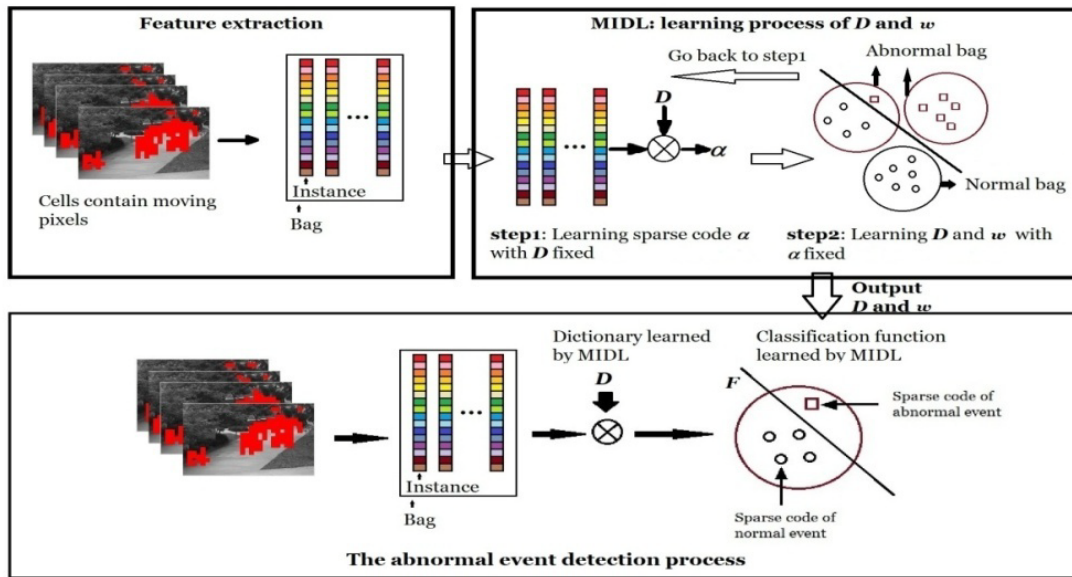 Feature extraction
Cells contain moving
pixels
...
Instance
Bag
MIDL: learning process of D and w
Go back to step1
Abnormal bag
D
...
α
Normal bag
step1: Learning sparse code α
with D fixed
step2: Learning D and w with
α fixed
Output
D and w
Dictionary learned
by MIDL
D
Classification function
learned by MIDL
F
...
Instance
Bag
Sparse code of
abnormal event
Sparse code of
normal event
The abnormal event detection process